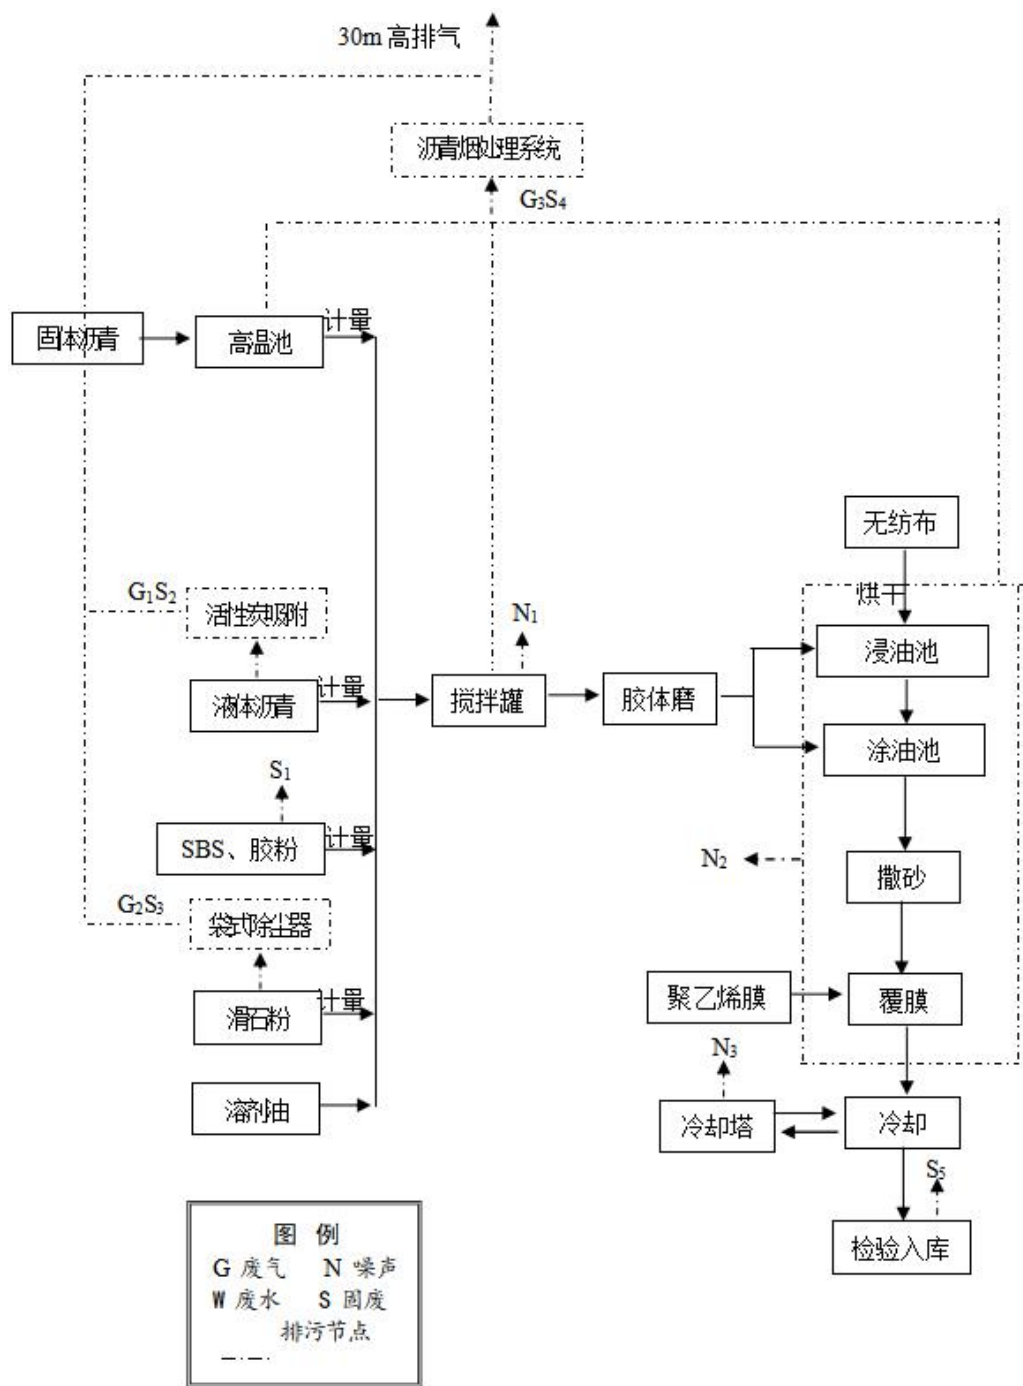 30m 高排气
沥青烟处理系统
G₃S₄
固体沥青
高温池
计量
无纺布
烘干
G₁S₂
活性炭吸附
N₁
浸油池
液体沥青
计量
搅拌罐
胶体磨
涂油池
S₁
SBS、胶粉
计量
N₂
撒砂
G₂S₃
袋式除尘器
聚乙烯膜
覆膜
滑石粉
计量
N₃
溶剂油
冷却塔
冷却
S₅
检验入库
图 例
G 废气 N 噪声
W 废水 S 固废
排污节点